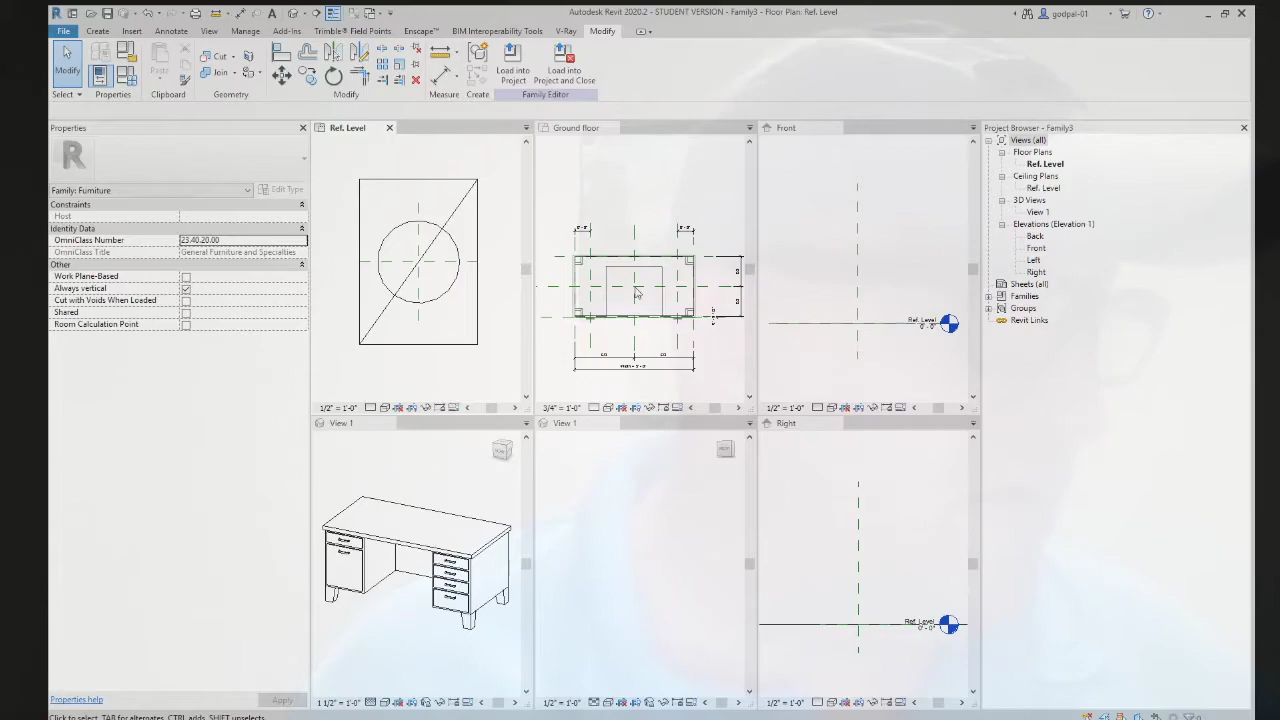 Autodesk Revit 2020.2 - STUDENT VERSION - Family3 - Floor Plan: Ref. Level
godpal-01
File Create Insert Annotate View Manage Add-Ins Trimble® Field Points Enscape™ BIM Interoperability Tools V-Ray Modify
Modify
Paste
Cut
Join
Load into Project
Load into Project and Close
Select Properties Clipboard Geometry Modify Measure Create Family Editor
Properties
Family: Furniture
Edit Type
Constraints
Host
Identity Data
OmniClass Number 23.40.20.00
OmniClass Title General Furniture and Specialties
Other
Work Plane-Based
Always vertical
Cut with Voids When Loaded
Shared
Room Calculation Point
Properties help
Apply
Ref. Level
1/2" = 1'-0"
Ground floor
3/4" = 1'-0"
Front
Ref. Level
0' - 0"
1/2" = 1'-0"
View 1
1 1/2" = 1'-0"
View 1
1/2" = 1'-0"
Right
Ref. Level
0' - 0"
1/2" = 1'-0"
Project Browser - Family3
Views (all)
Floor Plans
Ref. Level
Ceiling Plans
Ref. Level
3D Views
View 1
Elevations (Elevation 1)
Back
Front
Left
Right
Sheets (all)
Families
Groups
Revit Links
Click to select, TAB for alternates, CTRL adds, SHIFT unselects.